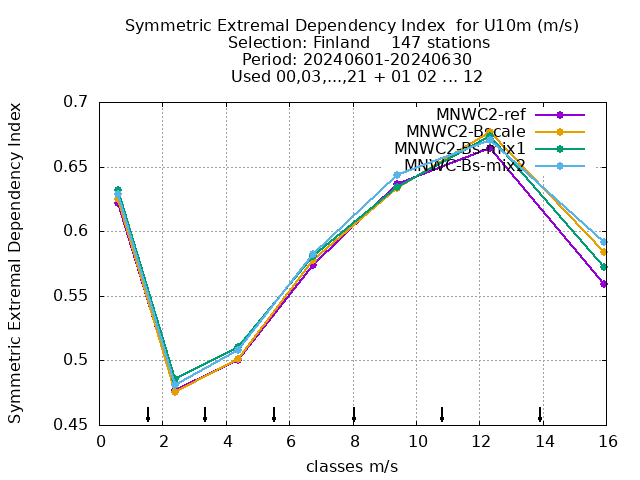 Symmetric Extremal Dependency Index  for U10m (m/s)
Selection: Finland    147 stations
Period: 20240601-20240630
Used 00,03,...,21 + 01 02 ... 12
Symmetric Extremal Dependency Index
0.7
0.65
0.6
0.55
0.5
0.45
MNWC2-ref
MNWC2-Bscale
MNWC2-Bs-mix1
MNWC-Bs-mix2
0 2 4 6 8 10 12 14 16
classes m/s